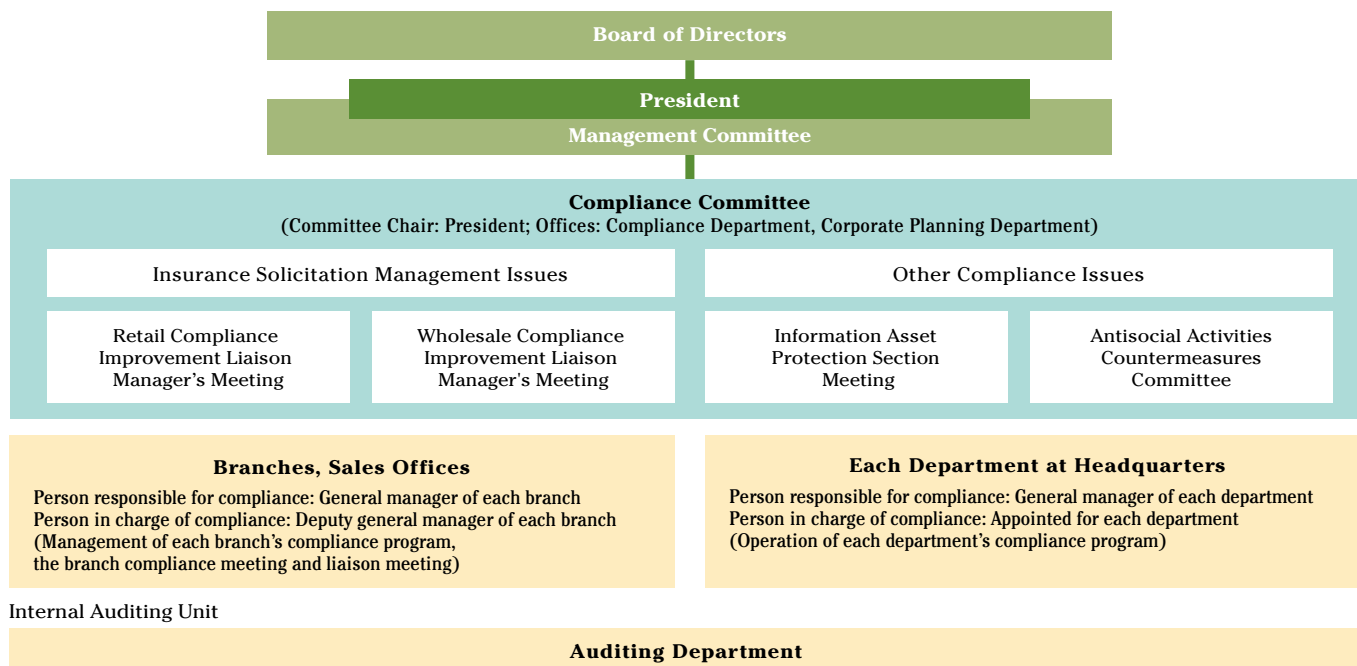 Board of Directors
President
Management Committee
Compliance Committee
(Committee Chair: President; Offices: Compliance Department, Corporate Planning Department)
Insurance Solicitation Management Issues
Other Compliance Issues
Retail Compliance
Improvement Liaison
Manager’s Meeting
Wholesale Compliance
Improvement Liaison
Manager's Meeting
Information Asset
Protection Section
Meeting
Antisocial Activities
Countermeasures
Committee
Branches, Sales Offices
Person responsible for compliance: General manager of each branch
Person in charge of compliance: Deputy general manager of each branch
(Management of each branch’s compliance program,
the branch compliance meeting and liaison meeting)
Each Department at Headquarters
Person responsible for compliance: General manager of each department
Person in charge of compliance: Appointed for each department
(Operation of each department’s compliance program)
Internal Auditing Unit
Auditing Department